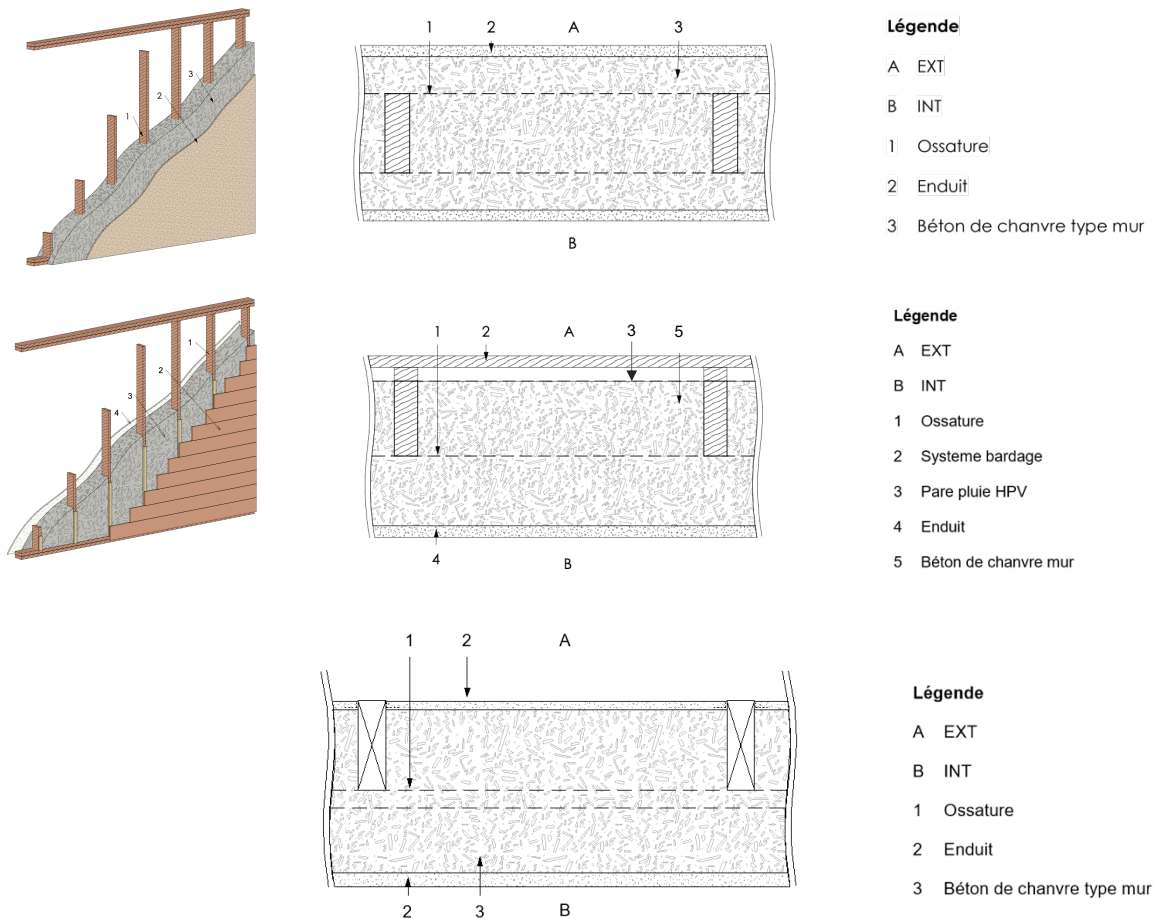 3
2
1
A
1
2
3
B
Légende
A EXT
B INT
1 Ossature
2 Enduit
3 Béton de chanvre type mur
1
2
3
4
A
1
2
3
5
4
B
Légende
A EXT
B INT
1 Ossature
2 Systeme bardage
3 Pare pluie HPV
4 Enduit
5 Béton de chanvre mur
1 2 A
2 3 B
Légende
A EXT
B INT
1 Ossature
2 Enduit
3 Béton de chanvre type mur